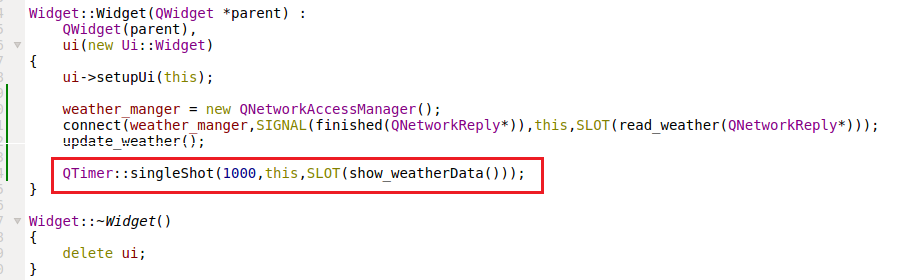 Widget::Widget(QWidget *parent) :
    QWidget(parent),
    ui(new Ui::Widget)
{
    ui->setupUi(this);

    weather_manger = new QNetworkAccessManager();
    connect(weather_manger,SIGNAL(finished(QNetworkReply*)),this,SLOT(read_weather(QNetworkReply*)));
    update_weather();

    QTimer::singleShot(1000,this,SLOT(show_weatherData()));
}

Widget::~Widget()
{
    delete ui;
}